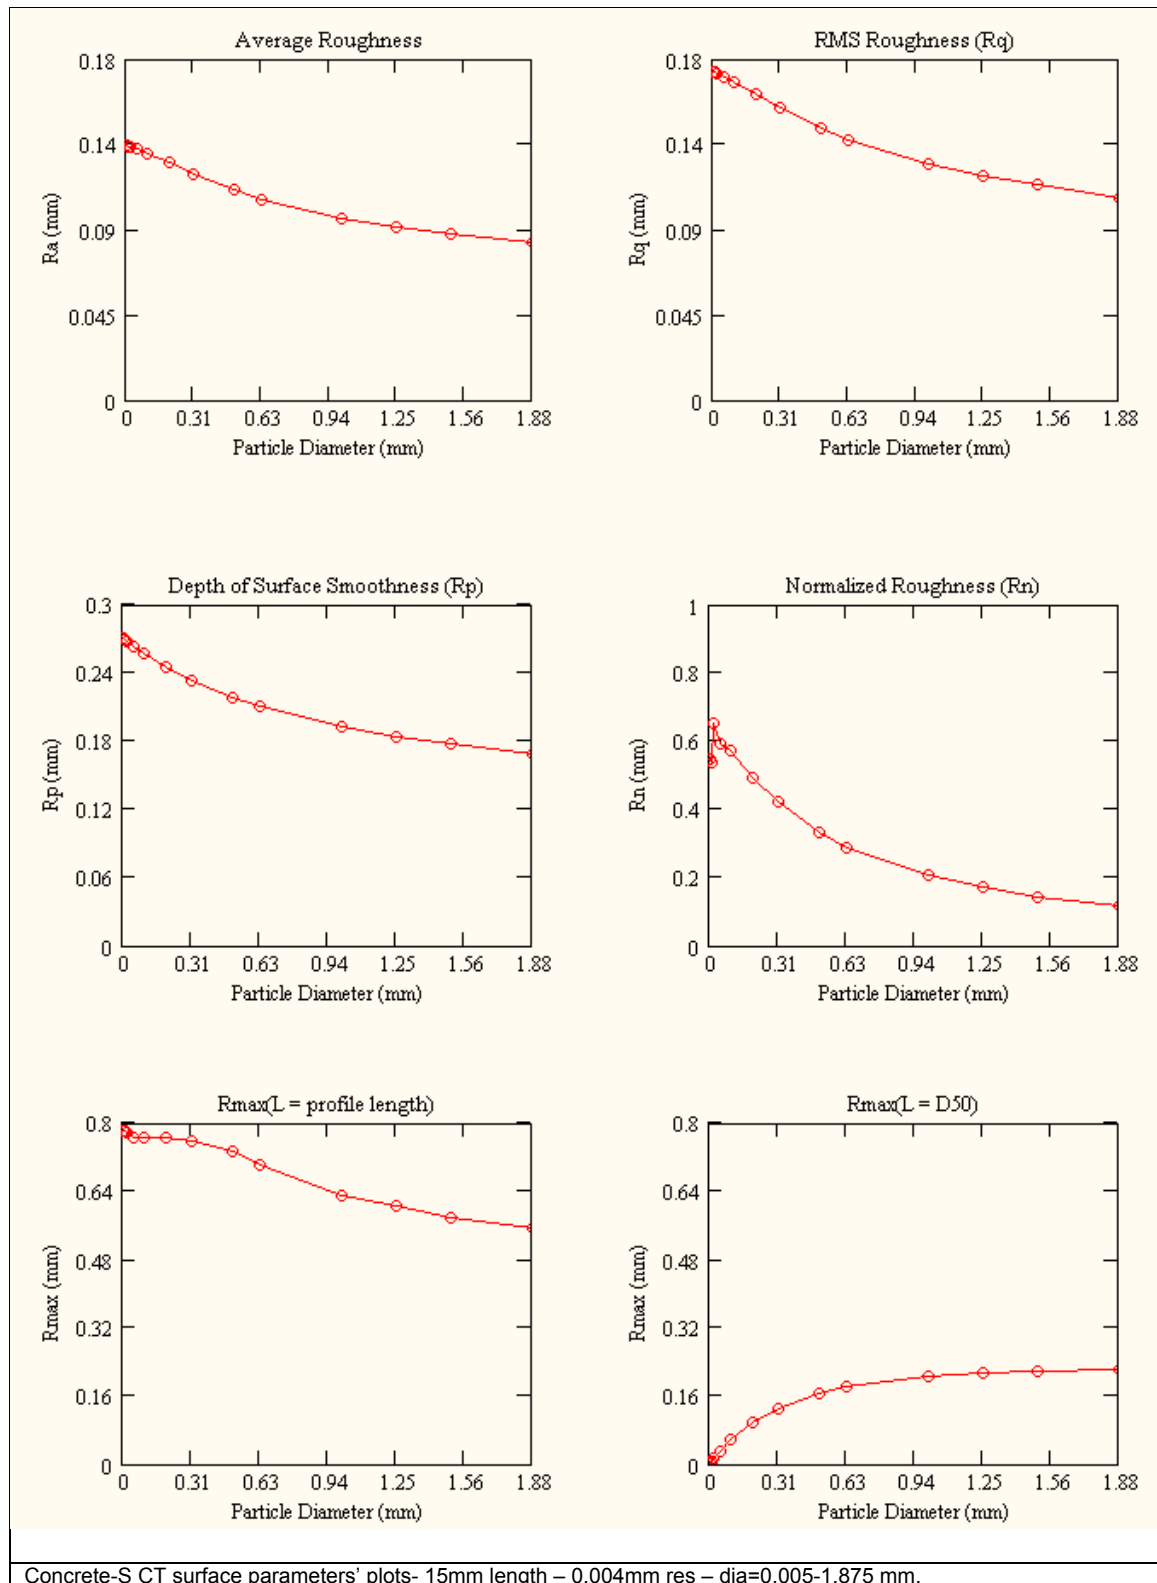 Average Roughness
0.18
0.14
0.09
0.045
0
Ra (mm)
0 0.31 0.63 0.94 1.25 1.56 1.88
Particle Diameter (mm)
RMS Roughness (Rq)
0.18
0.14
0.09
0.045
0
Rq (mm)
0 0.31 0.63 0.94 1.25 1.56 1.88
Particle Diameter (mm)
Depth of Surface Smoothness (Rp)
0.3
0.24
0.18
0.12
0.06
0
Rp (mm)
0 0.31 0.63 0.94 1.25 1.56 1.88
Particle Diameter (mm)
Normalized Roughness (Rn)
1
0.8
0.6
0.4
0.2
0
Rn (mm)
0 0.31 0.63 0.94 1.25 1.56 1.88
Particle Diameter (mm)
Rmax(L = profile length)
0.8
0.64
0.48
0.32
0.16
0
Rmax (mm)
0 0.31 0.63 0.94 1.25 1.56 1.88
Particle Diameter (mm)
Rmax(L = D50)
0.8
0.64
0.48
0.32
0.16
0
Rmax (mm)
0 0.31 0.63 0.94 1.25 1.56 1.88
Particle Diameter (mm)
Concrete-S CT surface parameters' plots- 15mm length – 0.004mm res – dia=0.005-1.875 mm.